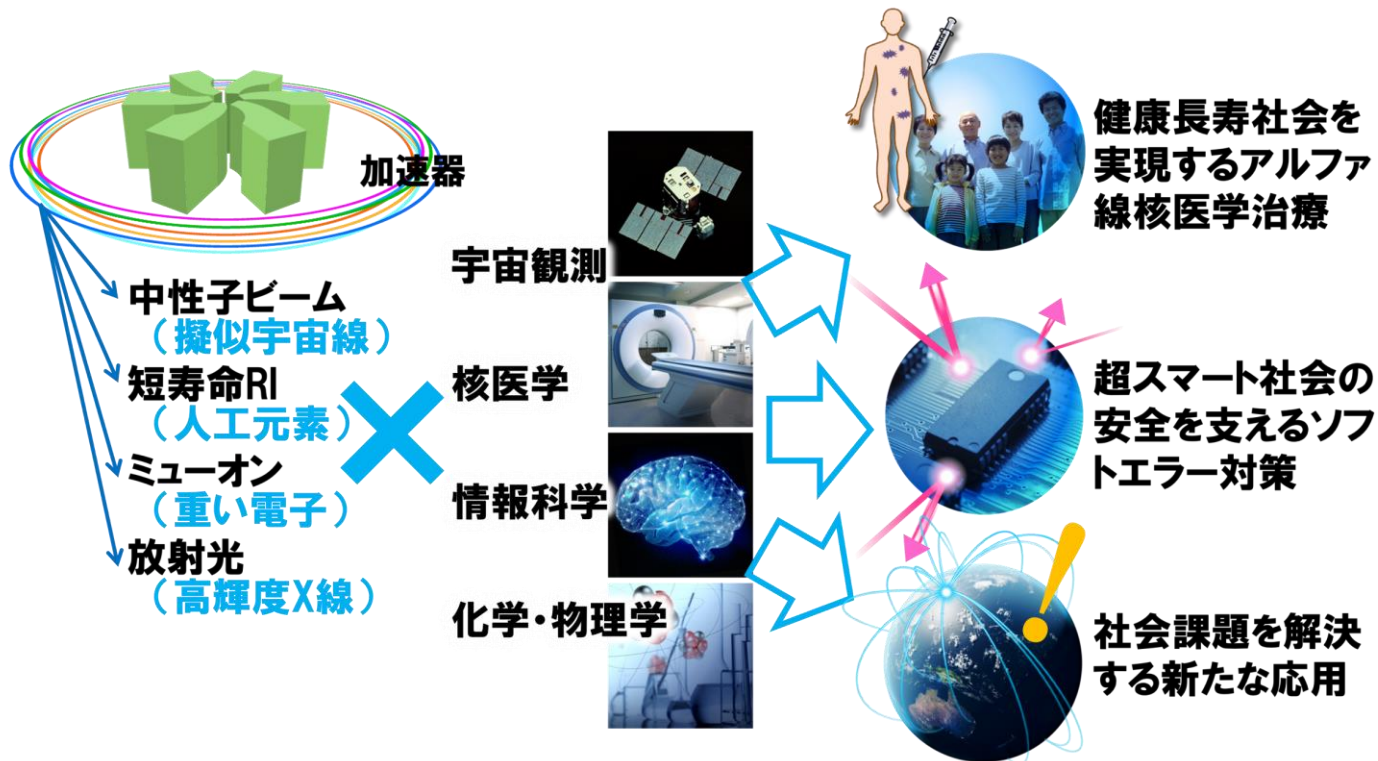 加速器
中性子ビーム
（擬似宇宙線）
短寿命RI
（人工元素）
ミューオン
（重い電子）
放射光
（高輝度X線）
宇宙観測
核医学
情報科学
化学・物理学
健康長寿社会を
実現するアルファ
線核医学治療
超スマート社会の
安全を支えるソフ
トエラー対策
社会課題を解決
する新たな応用